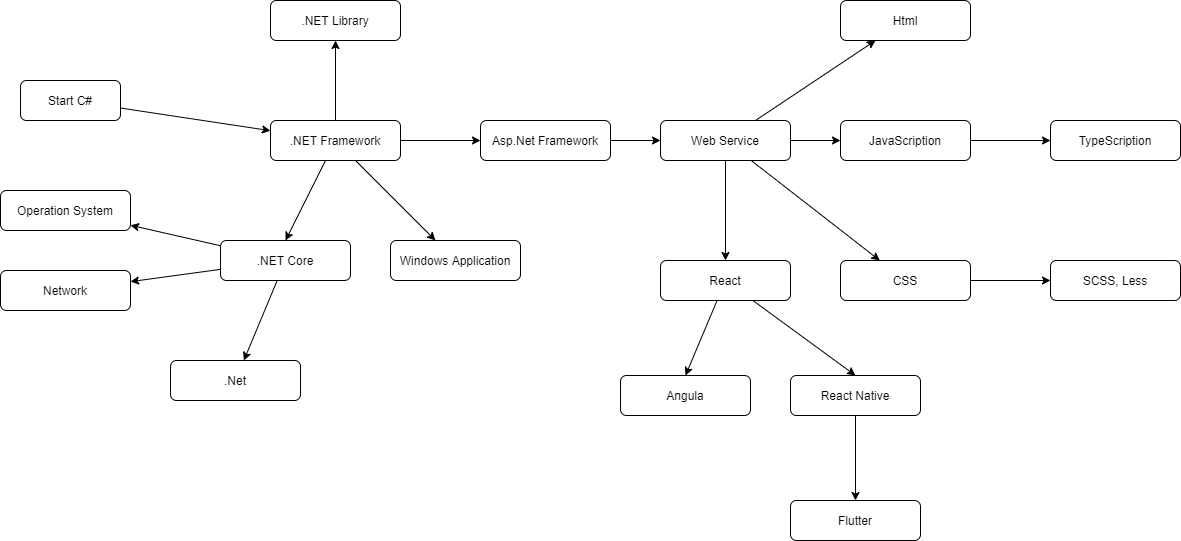 .NET Library
Html
Start C#
.NET Framework
Asp.Net Framework
Web Service
JavaScription
TypeScription
Operation System
.NET Core
Windows Application
Network
React
CSS
SCSS, Less
.Net
Angula
React Native
Flutter